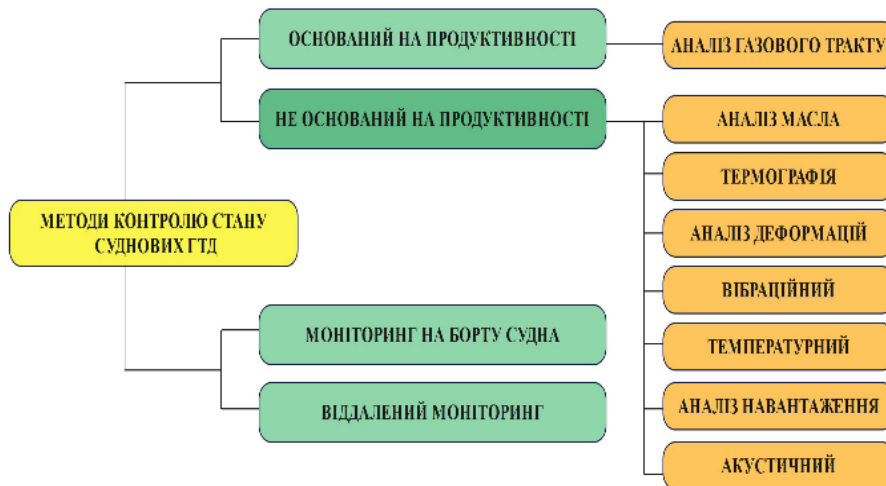 ОСНОВАНИЙ НА ПРОДУКТИВНОСТІ
АНАЛІЗ ГАЗОВОГО ТРАКТУ
НЕ ОСНОВАНИЙ НА ПРОДУКТИВНОСТІ
АНАЛІЗ МАСЛА
ТЕРМОГРАФІЯ
МЕТОДИ КОНТРОЛЮ СТАНУ
СУДНОВИХ ГТД
АНАЛІЗ ДЕФОРМАЦІЙ
ВІБРАЦІЙНИЙ
МОНІТОРИНГ НА БОРТУ СУДНА
ТЕМПЕРАТУРНИЙ
ВІДДАЛЕНИЙ МОНІТОРИНГ
АНАЛІЗ НАВАНТАЖЕННЯ
АКУСТИЧНИЙ